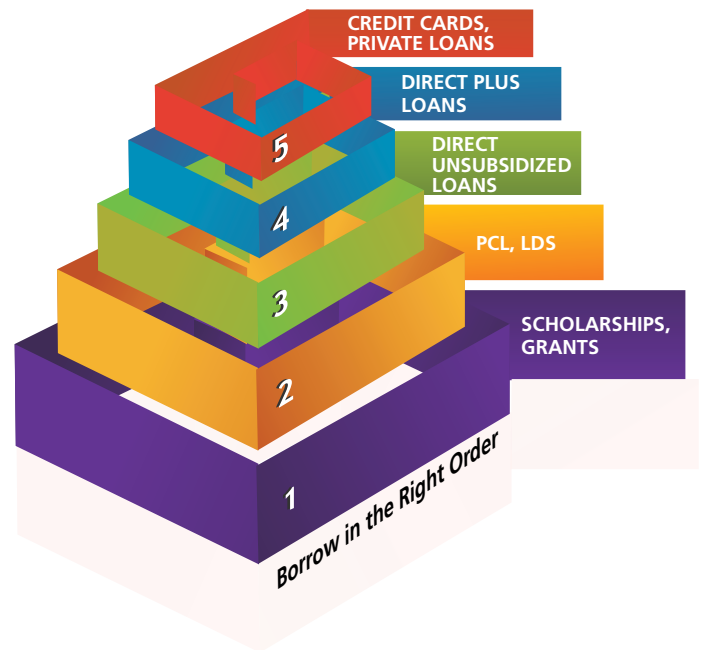 CREDIT CARDS,
PRIVATE LOANS
5
DIRECT PLUS
LOANS
4
DIRECT
UNSUBSIDIZED
LOANS
3
PCL, LDS
2
SCHOLARSHIPS,
GRANTS
1
Borrow in the Right Order